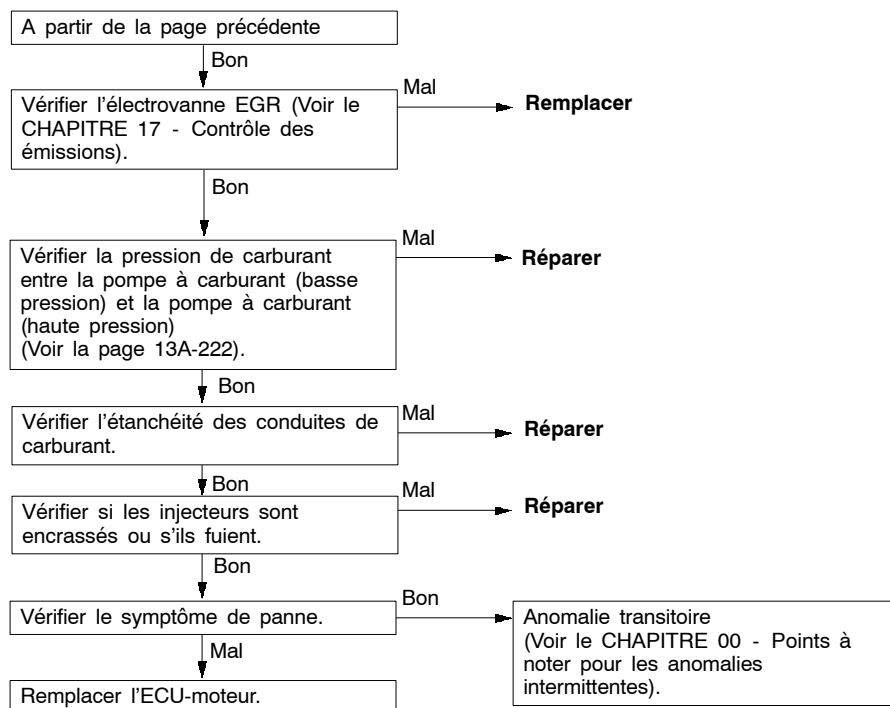 A partir de la page précédente
Bon
Vérifier l'électrovanne EGR (Voir le
CHAPITRE 17 - Contrôle des
émissions).
Mal
Remplacer
Bon
Vérifier la pression de carburant
entre la pompe à carburant (basse
pression) et la pompe à carburant
(haute pression)
(Voir la page 13A-222).
Mal
Réparer
Bon
Vérifier l'étanchéité des conduites de
carburant.
Mal
Réparer
Bon
Vérifier si les injecteurs sont
encrassés ou s'ils fuient.
Mal
Réparer
Bon
Vérifier le symptôme de panne.
Bon
Anomalie transitoire
(Voir le CHAPITRE 00 - Points à
noter pour les anomalies
intermittentes).
Mal
Remplacer l'ECU-moteur.